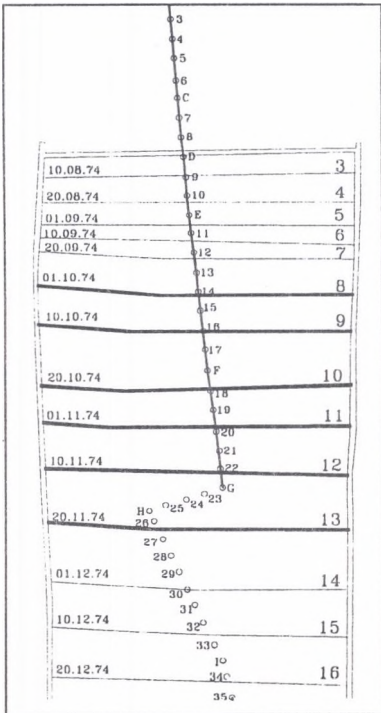 3
4
5
6
C
7
8
D
10.08.74 9 3
20.08.74 10 4
01.09.74 E 5
10.09.74 11 6
20.09.74 12 7
13
01.10.74 14 8
15
10.10.74 16 9
17
F
20.10.74 18 10
19
01.11.74 20 11
21
10.11.74 22 12
G
23
24
25
H
20.11.74 26 13
27
28
01.12.74 29 14
30
31
10.12.74 32 15
33
I
20.12.74 34 16
35